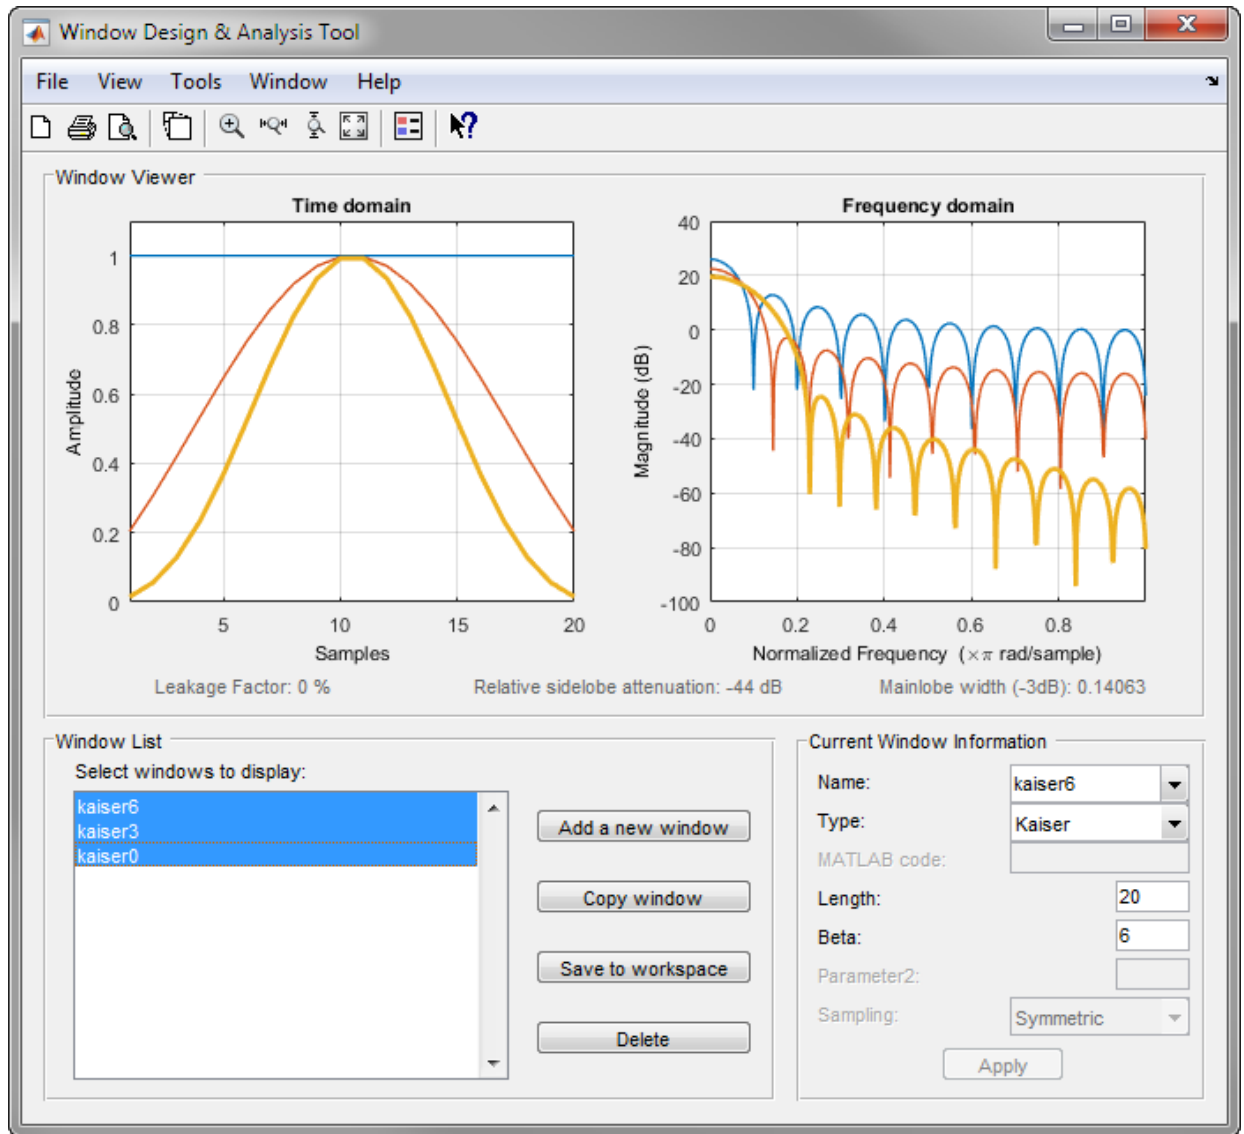 Window Design & Analysis Tool
File View Tools Window Help
Window Viewer
Time domain
Frequency domain
Amplitude
1
0.8
0.6
0.4
0.2
0
5 10 15 20
Samples
Magnitude (dB)
40
20
0
-20
-40
-60
-80
-100
0 0.2 0.4 0.6 0.8
Normalized Frequency (×π rad/sample)
Leakage Factor: 0 % Relative sidelobe attenuation: -44 dB Mainlobe width (-3dB): 0.14063
Window List
Select windows to display:
kaiser6
kaiser3
kaiser0
Add a new window
Copy window
Save to workspace
Delete
Current Window Information
Name: kaiser6
Type: Kaiser
MATLAB code:
Length: 20
Beta: 6
Parameter2:
Sampling: Symmetric
Apply